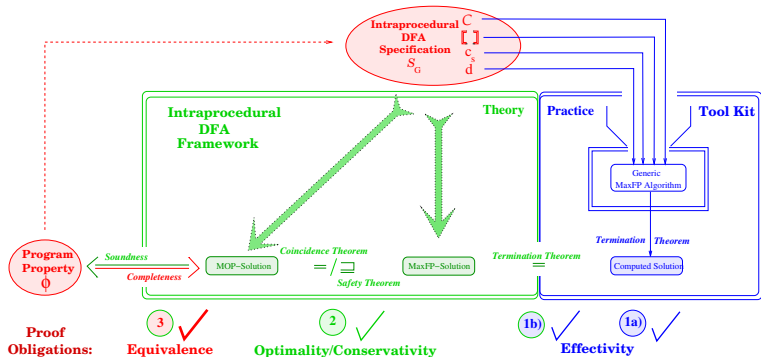 Intraprocedural
DFA
Specification
S_G
C
⟦ ⟧
c_s
d
Intraprocedural
DFA
Framework
Theory
Practice
Tool Kit
Generic
MaxFP Algorithm
Termination Theorem
Computed Solution
Program
Property
ϕ
Soundness
Completeness
MOP-Solution
Coincidence Theorem
= / ⊒
Safety Theorem
MaxFP-Solution
Termination Theorem
=
Proof
Obligations:
3
Equivalence
2
Optimality/Conservativity
1b)
1a)
Effectivity